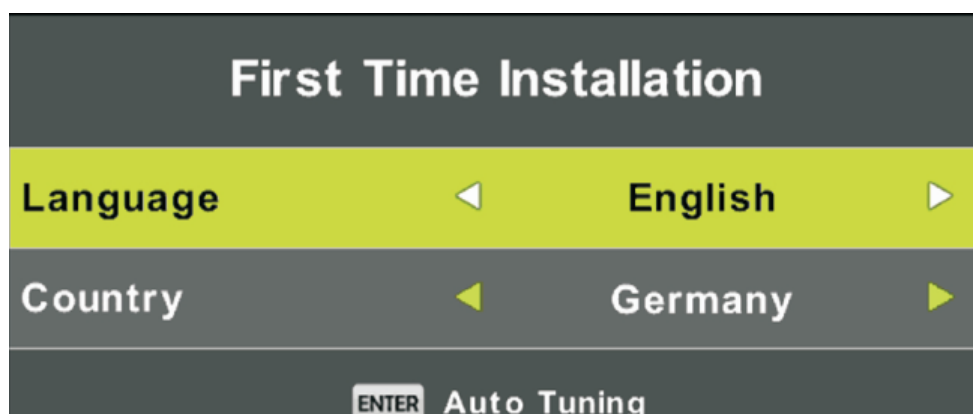 First Time Installation
Language English
Country Germany
ENTER Auto Tuning